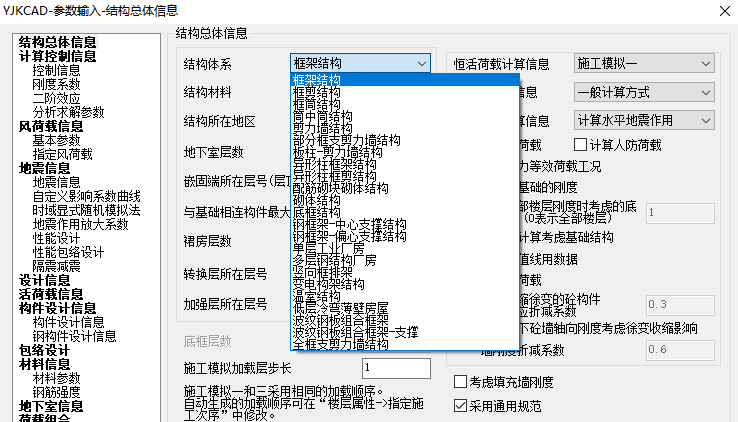 YJKCAD-参数输入-结构总体信息
结构总体信息
计算控制信息
控制信息
刚度系数
二阶效应
分析求解参数
风荷载信息
基本参数
指定风荷载
地震信息
地震信息
自定义影响系数曲线
时域显式随机模拟法
地震作用放大系数
性能设计
性能包络设计
隔震减震
设计信息
活荷载信息
构件设计信息
构件设计信息
钢构件设计信息
包络设计
材料信息
材料参数
钢筋强度
地下室信息
荷载组合
结构总体信息
结构体系
框架结构
结构材料
结构所在地区
地下室层数
嵌固端所在层号(层顶
与基础相连构件最大
裙房层数
转换层所在层号
加强层所在层号
底框层数
施工模拟加载层步长
1
施工模拟一和三采用相同的加载顺序。
自动生成的加载顺序可在“楼层属性->指定施
工次序”中修改。
框架结构
框剪结构
框筒结构
筒中筒结构
剪力墙结构
部分框支剪力墙结构
板柱-剪力墙结构
异形柱框架结构
异形柱框剪结构
配筋砌块砌体结构
砌体结构
底框结构
钢框架-中心支撑结构
钢框架-偏心支撑结构
单层工业厂房
多层钢结构厂房
竖向框排架
变电构架结构
温室结构
低层冷弯薄壁房屋
波纹钢板组合框架
波纹钢板组合框架-支撑
全框支剪力墙结构
恒活荷载计算信息
施工模拟一
信息
一般计算方式
算信息
计算水平地震作用
荷载
计算人防荷载
力等效荷载工况
基础的刚度
部楼层刚度时考虑的底
(0表示全部楼层)
1
计算考虑基础结构
值线用数据
荷载
缩徐变的砼构件
应折减系数
0.3
下砼墙轴向刚度考虑徐变收缩影响
墙刚度折减系数
0.6
考虑填充墙刚度
采用通用规范